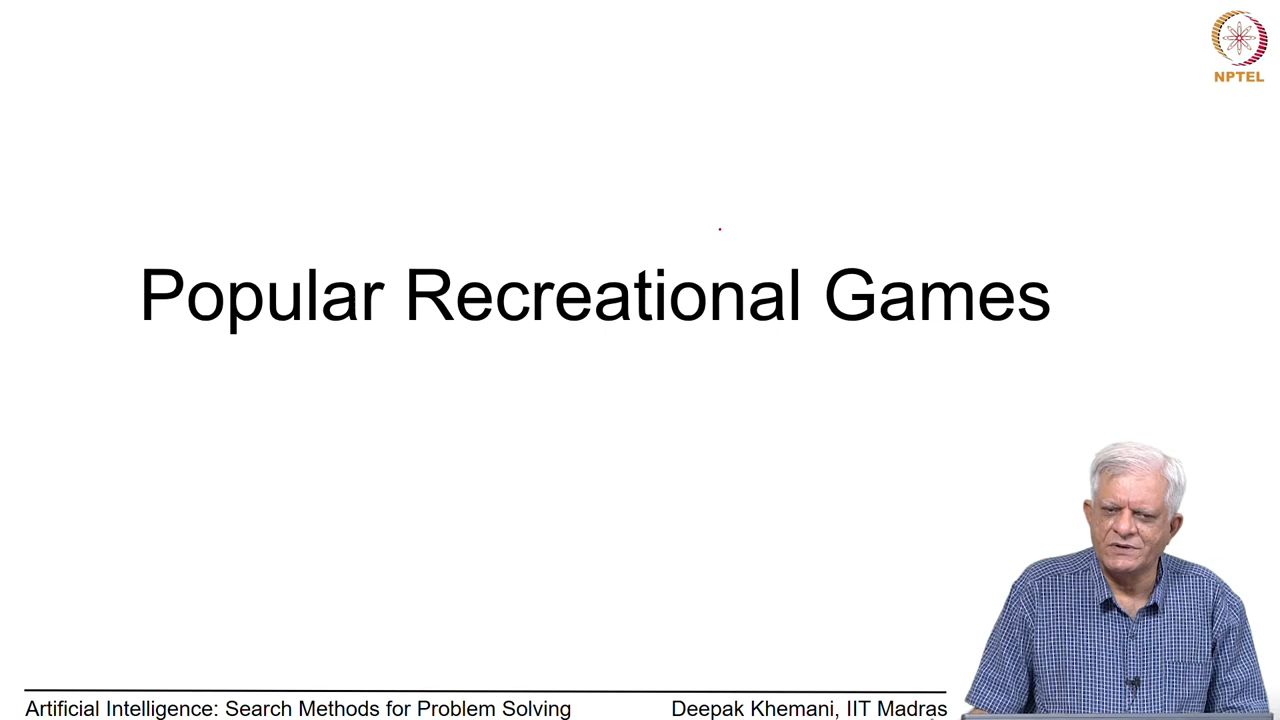 NPTEL
Popular Recreational Games
Artificial Intelligence: Search Methods for Problem Solving
Deepak Khemani, IIT Madras